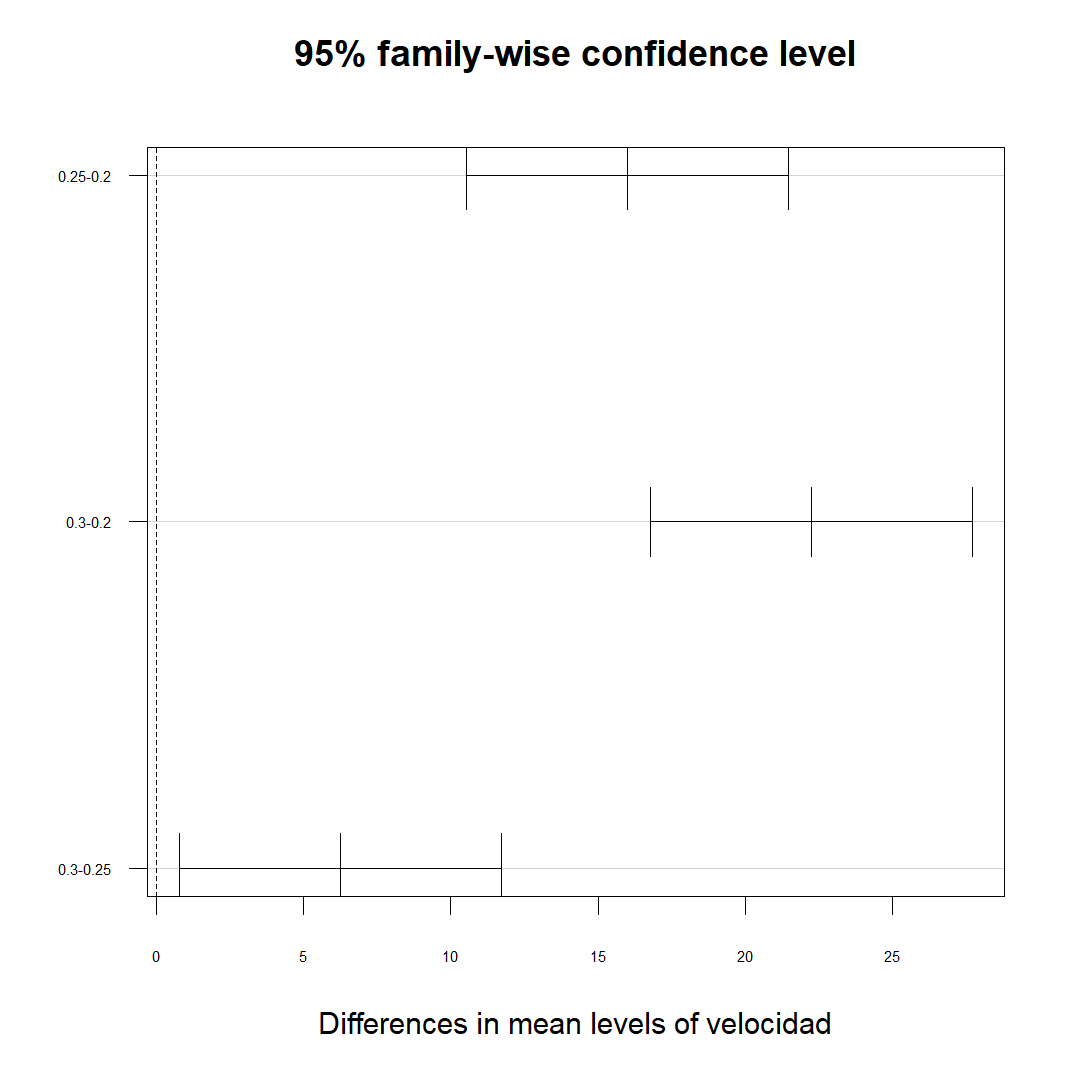 95% family-wise confidence level
0.25-0.2
0.3-0.2
0.3-0.25
0 5 10 15 20 25
Differences in mean levels of velocidad